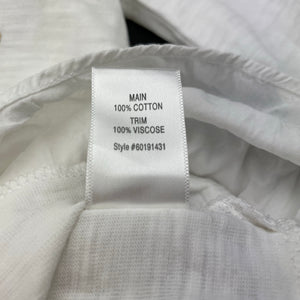 MAIN
100% COTTON
TRIM
100% VISCOSE
Style #60191431